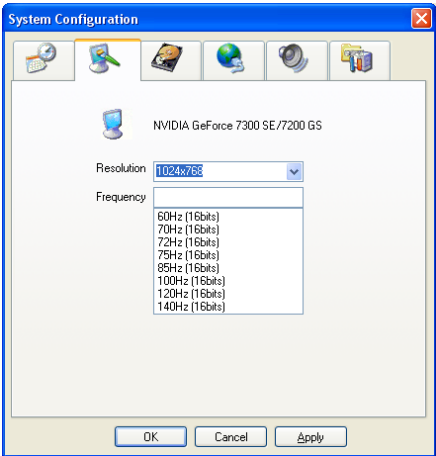 System Configuration
NVIDIA GeForce 7300 SE/7200 GS
Resolution 1024x768
Frequency
60Hz (16bits)
70Hz (16bits)
72Hz (16bits)
75Hz (16bits)
85Hz (16bits)
100Hz (16bits)
120Hz (16bits)
140Hz (16bits)
OK Cancel Apply